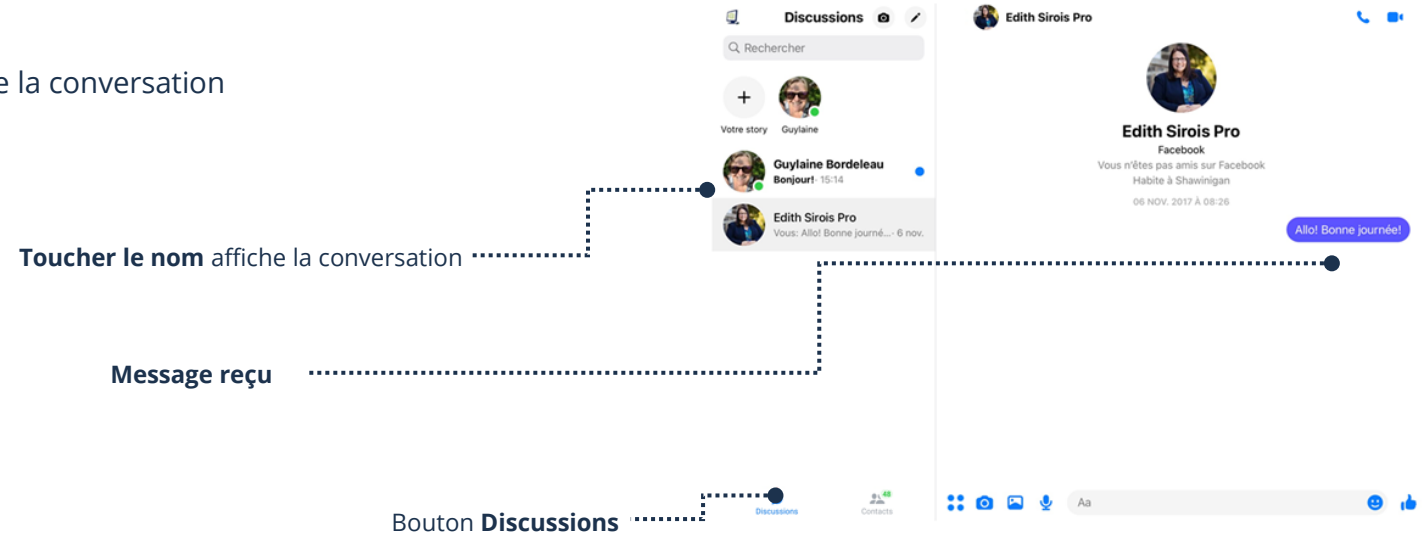 e la conversation
Toucher le nom affiche la conversation
Message reçu
Bouton Discussions
Discussions
Rechercher
Votre story
Guylaine
Guylaine Bordeleau
Bonjour! · 15:14
Edith Sirois Pro
Vous: Allo! Bonne journé... · 6 nov.
Discussions
48
Contacts
Edith Sirois Pro
Edith Sirois Pro
Facebook
Vous n'êtes pas amis sur Facebook
Habite à Shawinigan
06 NOV. 2017 À 08:26
Allo! Bonne journée!
Aa